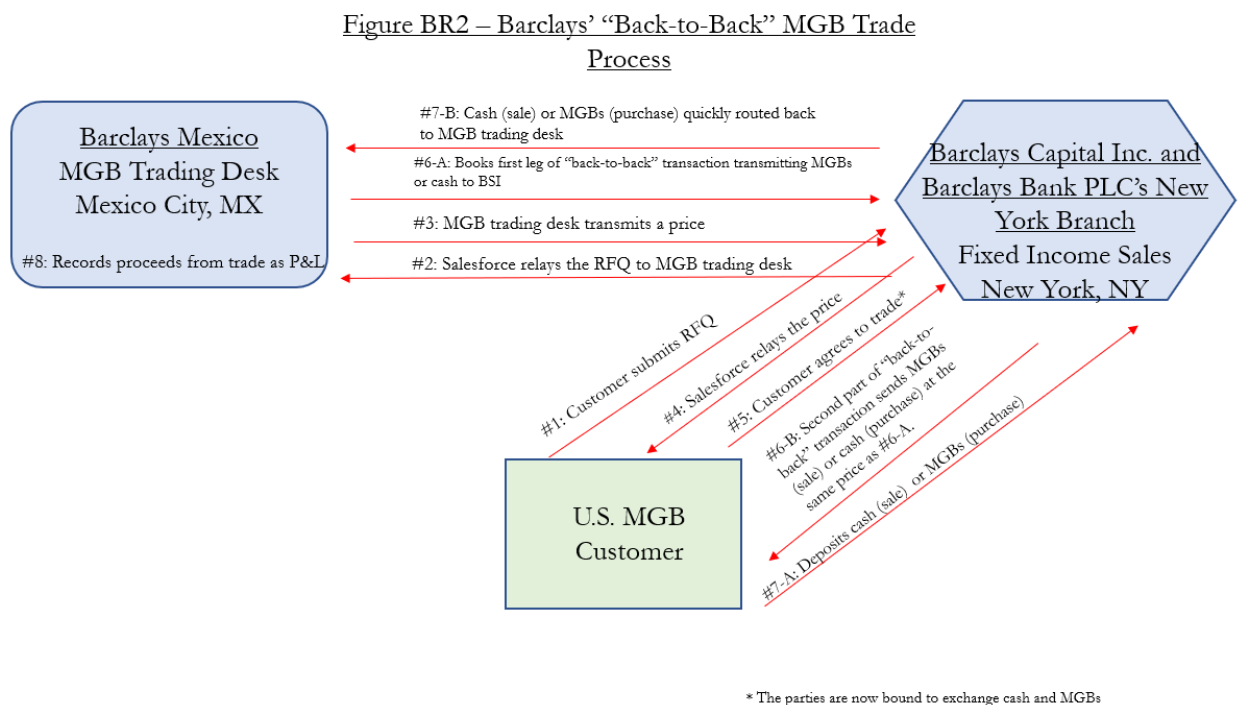 Figure BR2 – Barclays’ “Back-to-Back” MGB Trade
Process
Barclays Mexico
MGB Trading Desk
Mexico City, MX
#8: Records proceeds from trade as P&L
#7-B: Cash (sale) or MGBs (purchase) quickly routed back
to MGB trading desk
#6-A: Books first leg of “back-to-back” transaction transmitting MGBs
or cash to BSI
#3: MGB trading desk transmits a price
#2: Salesforce relays the RFQ to MGB trading desk
Barclays Capital Inc. and
Barclays Bank PLC’s New
York Branch
Fixed Income Sales
New York, NY
#1: Customer submits RFQ
#4: Salesforce relays the price
#5: Customer agrees to trade*
#6-B: Second part of “back-to-
back” transaction sends MGBs
(sale) or cash (purchase) at the
same price as #6-A.
#7-A: Deposits cash (sale) or MGBs (purchase)
U.S. MGB
Customer
* The parties are now bound to exchange cash and MGBs